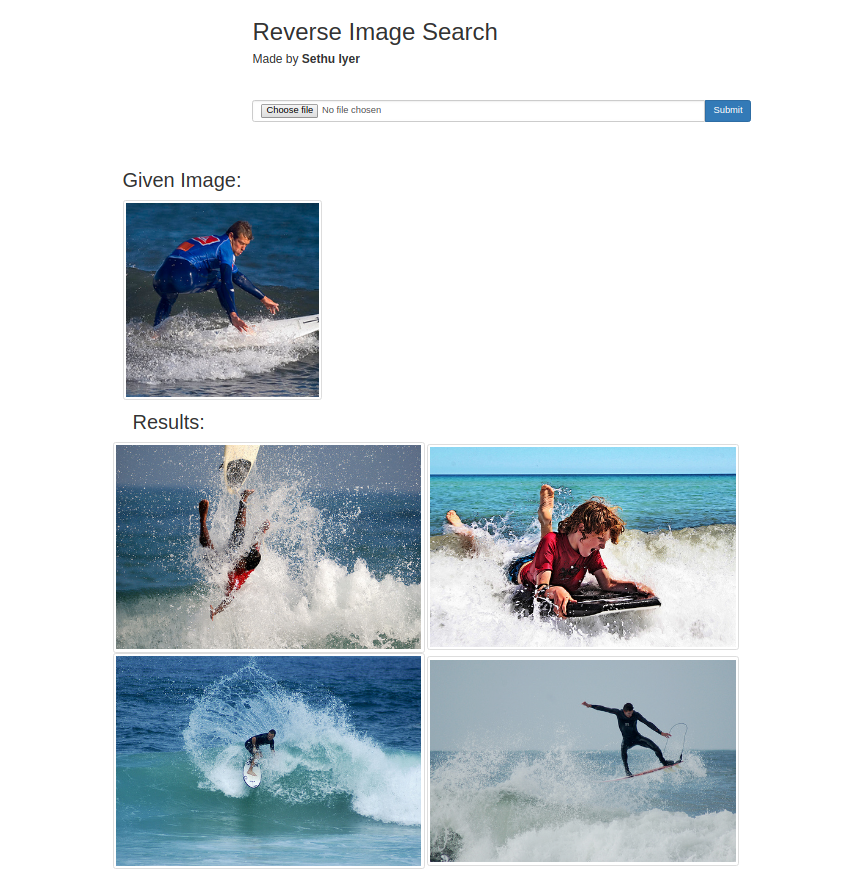 Reverse Image Search
Made by Sethu Iyer
Choose file No file chosen Submit
Given Image:
Results: